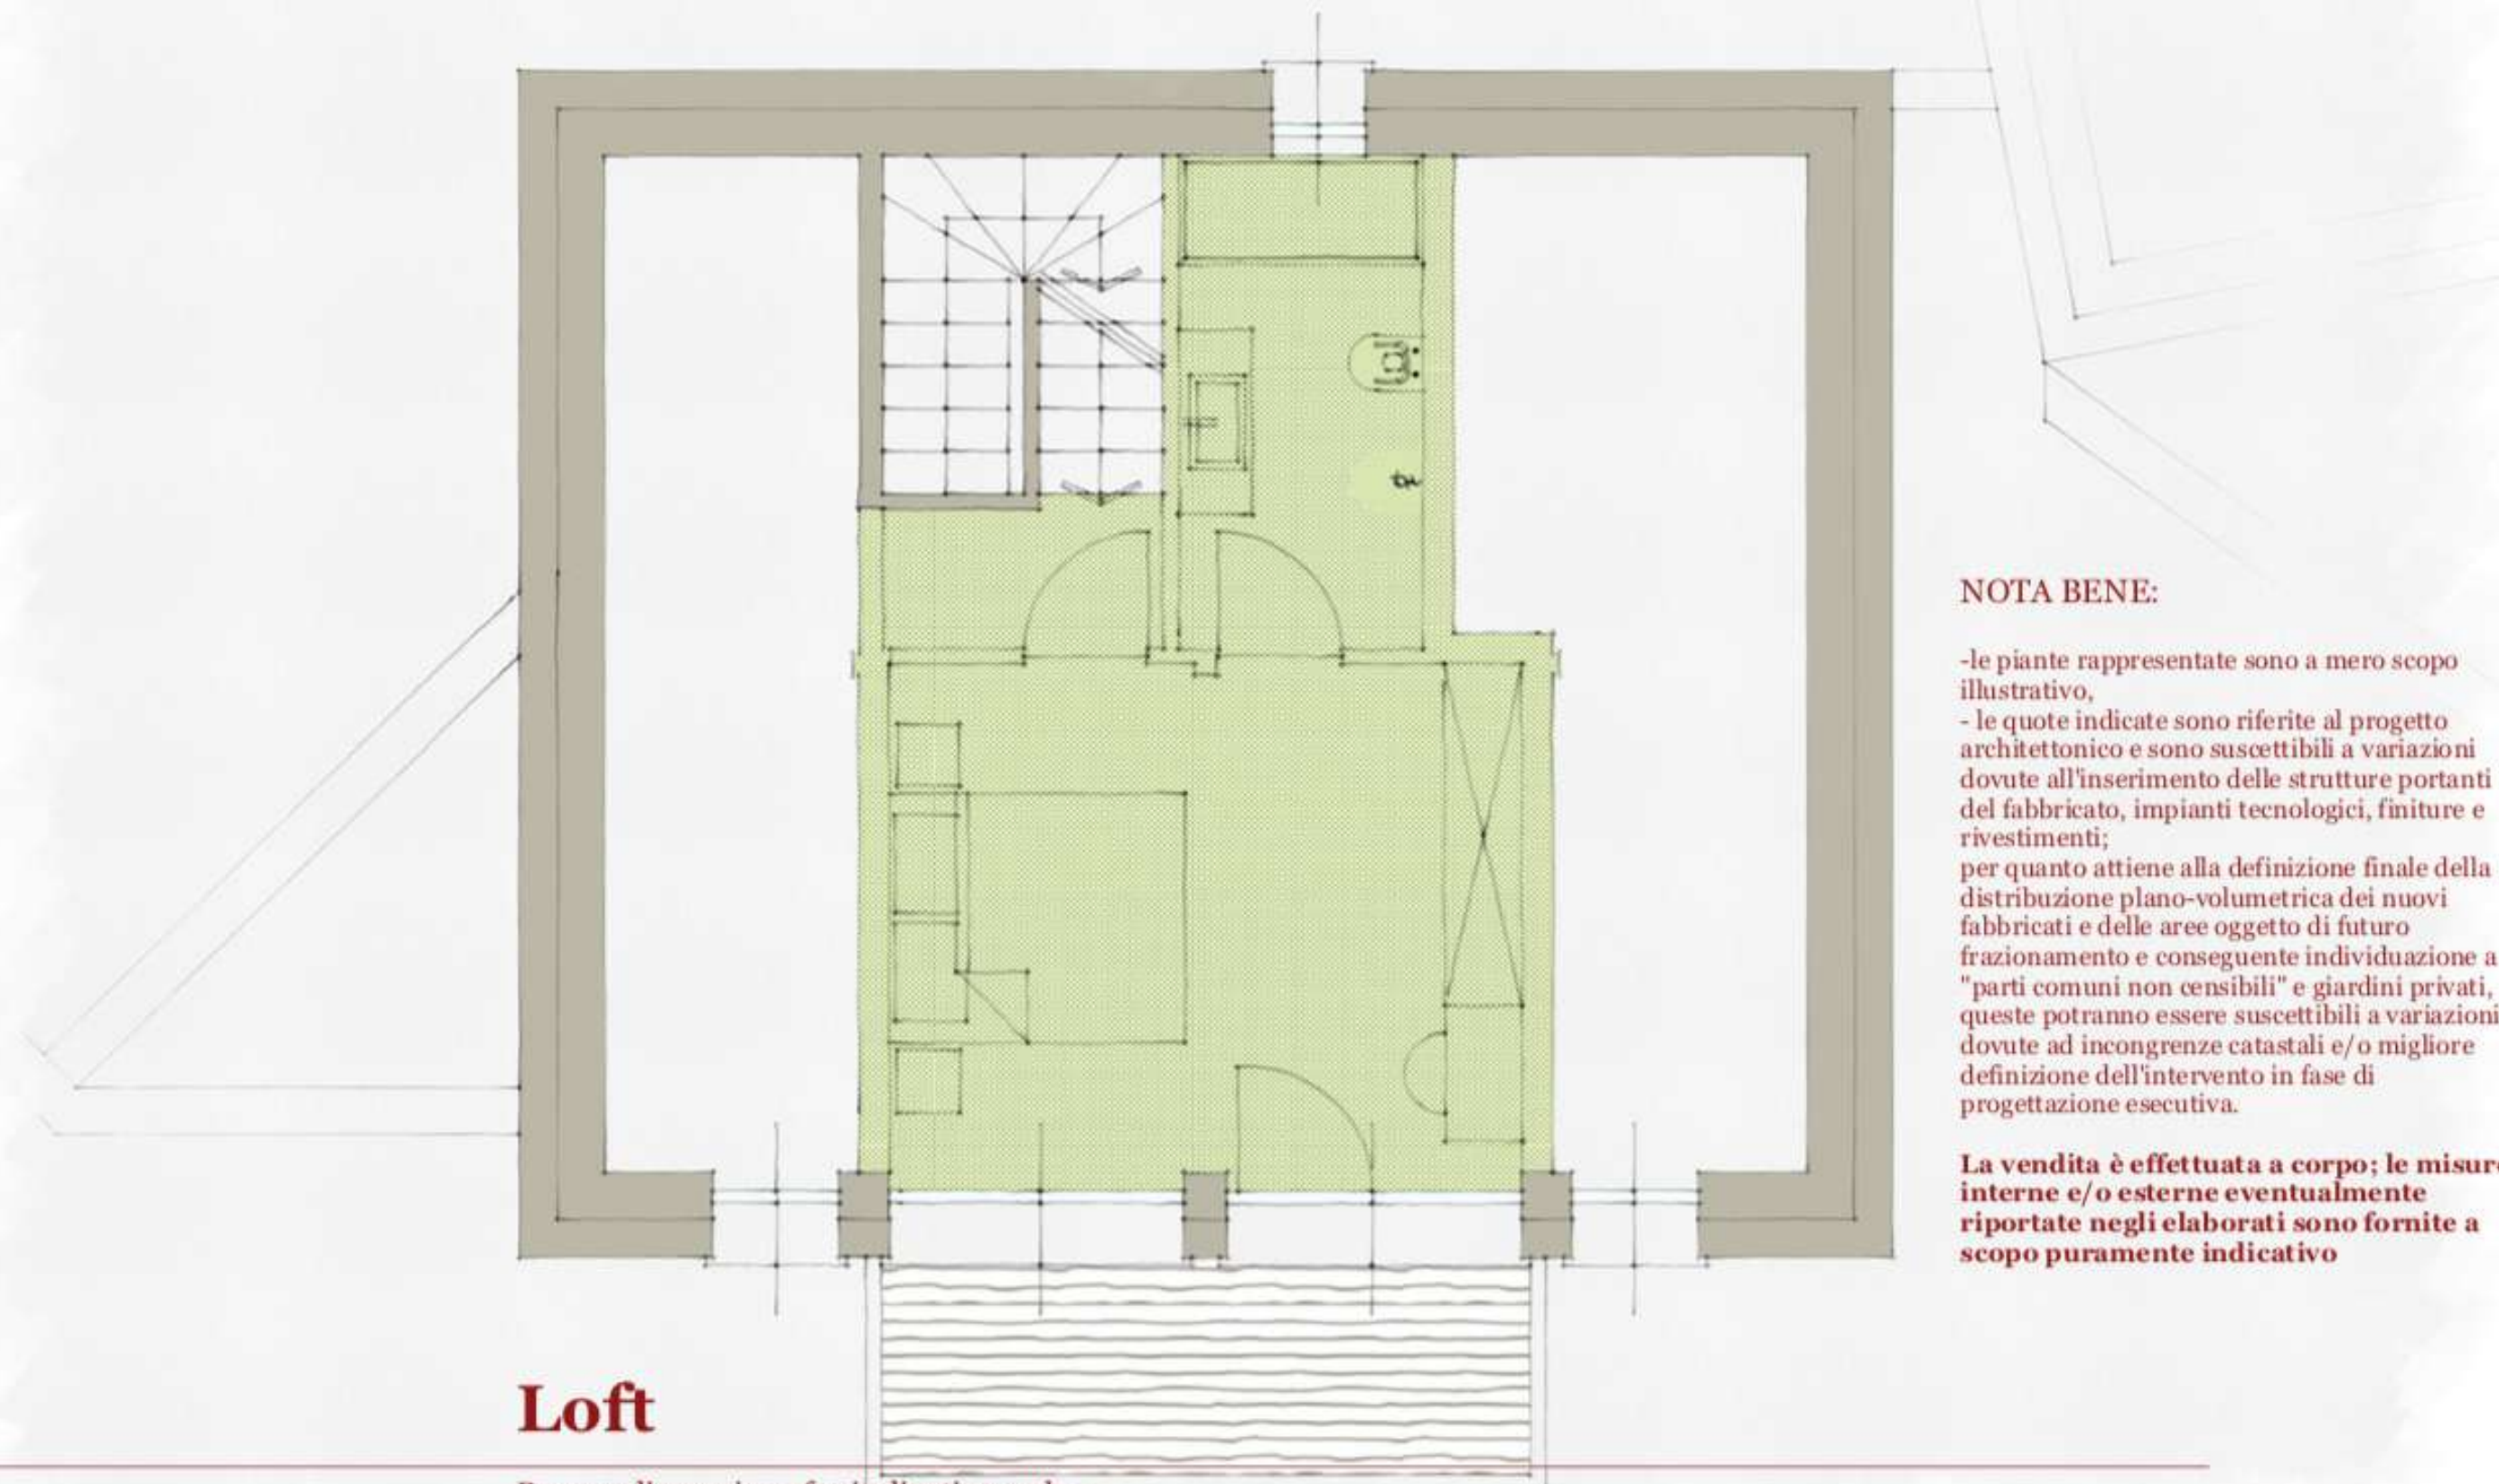 NOTA BENE:
-le piante rappresentate sono a mero scopo
illustrativo,
- le quote indicate sono riferite al progetto
architettonico e sono suscettibili a variazioni
dovute all'inserimento delle strutture portanti
del fabbricato, impianti tecnologici, finiture e
rivestimenti;
per quanto attiene alla definizione finale della
distribuzione plano-volumetrica dei nuovi
fabbricati e delle aree oggetto di futuro
frazionamento e conseguente individuazione a
"parti comuni non censibili" e giardini privati,
queste potranno essere suscettibili a variazioni
dovute ad incongrenze catastali e/o migliore
definizione dell'intervento in fase di
progettazione esecutiva.
La vendita è effettuata a corpo; le misure
interne e/o esterne eventualmente
riportate negli elaborati sono fornite a
scopo puramente indicativo
Loft